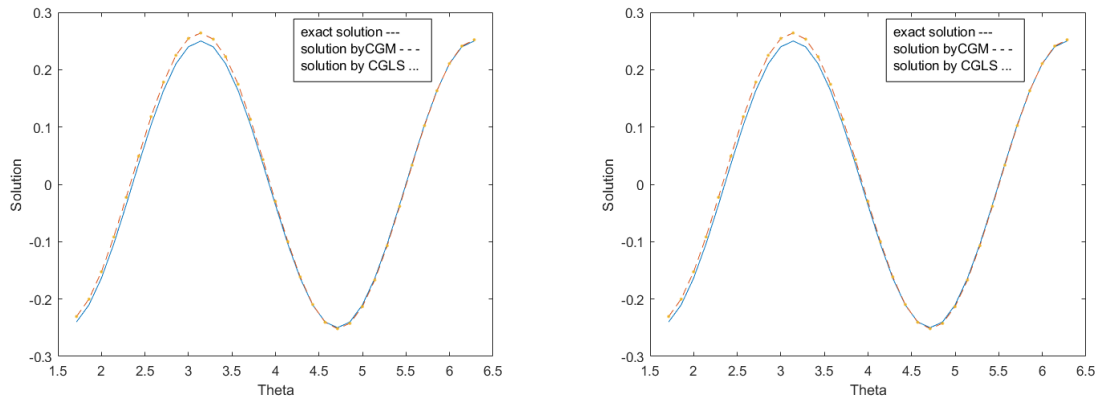 0.3
0.2
0.1
0
-0.1
-0.2
-0.3
Solution
1.5 2 2.5 3 3.5 4 4.5 5 5.5 6 6.5
Theta
exact solution ---
solution byCGM - - -
solution by CGLS ...
0.3
0.2
0.1
0
-0.1
-0.2
-0.3
Solution
1.5 2 2.5 3 3.5 4 4.5 5 5.5 6 6.5
Theta
exact solution ---
solution byCGM - - -
solution by CGLS ...